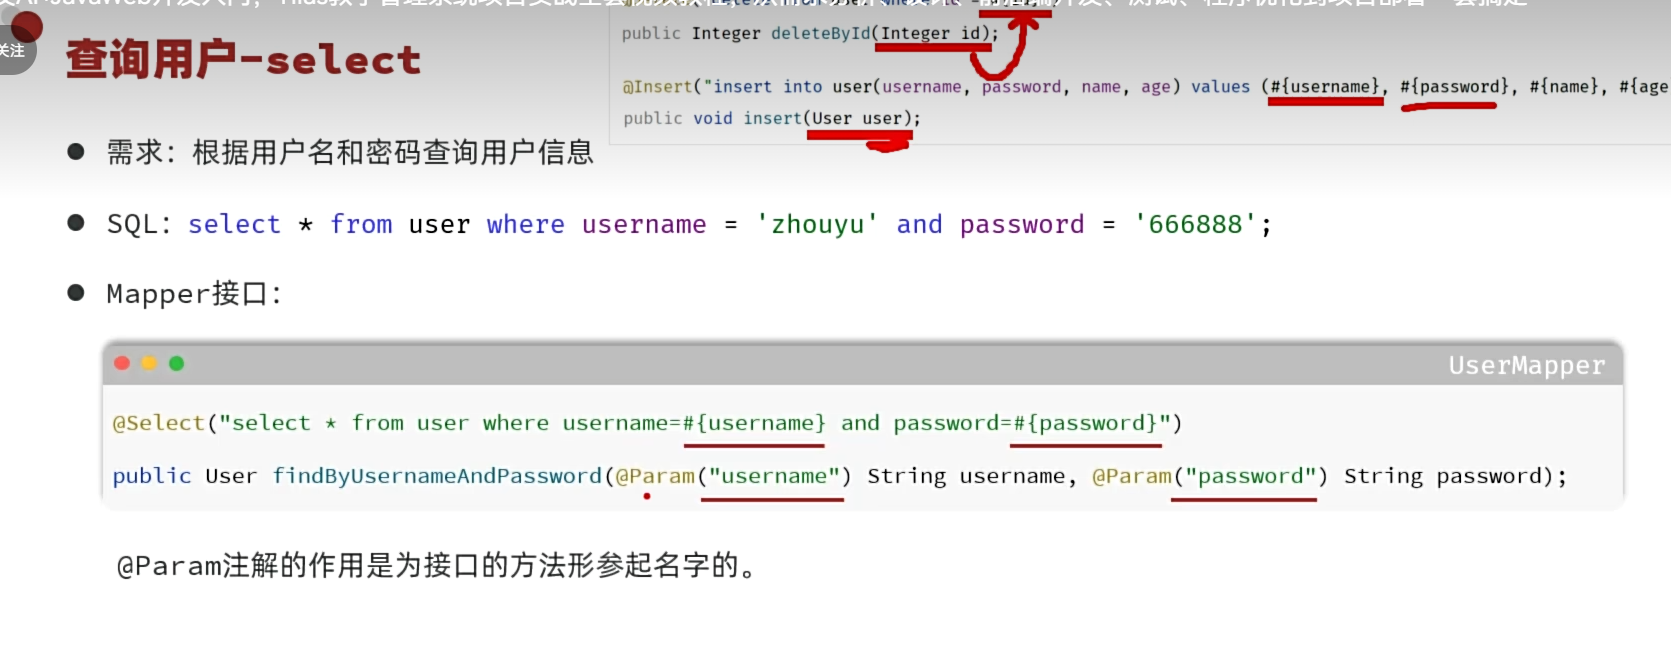 关注
查询用户-select
public Integer deleteById(Integer id);
@Insert("insert into user(username, password, name, age) values (#{username}, #{password}, #{name}, #{age
public void insert(User user);
● 需求：根据用户名和密码查询用户信息
● SQL：select * from user where username = 'zhouyu' and password = '666888';
● Mapper接口：
UserMapper
@Select("select * from user where username=#{username} and password=#{password}")
public User findByUsernameAndPassword(@Param("username") String username, @Param("password") String password);
@Param注解的作用是为接口的方法形参起名字的。